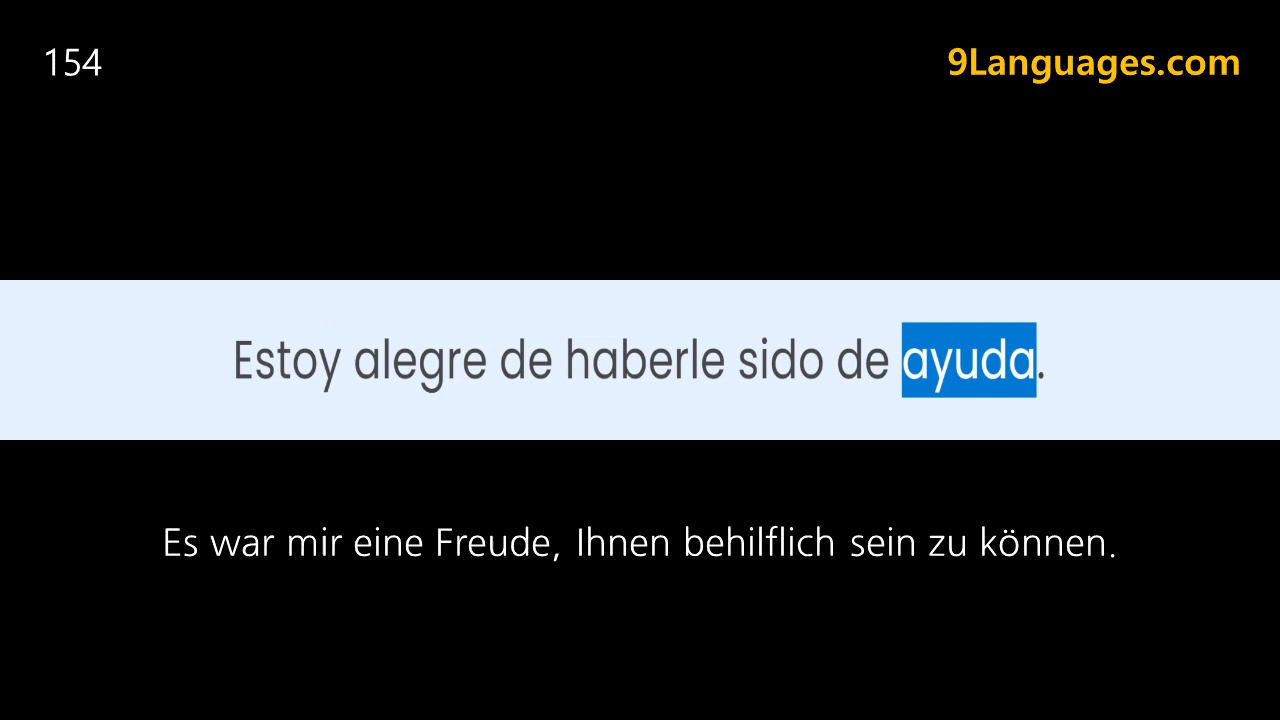 154
9Languages.com
Estoy alegre de haberle sido de ayuda.
Es war mir eine Freude, Ihnen behilflich sein zu können.